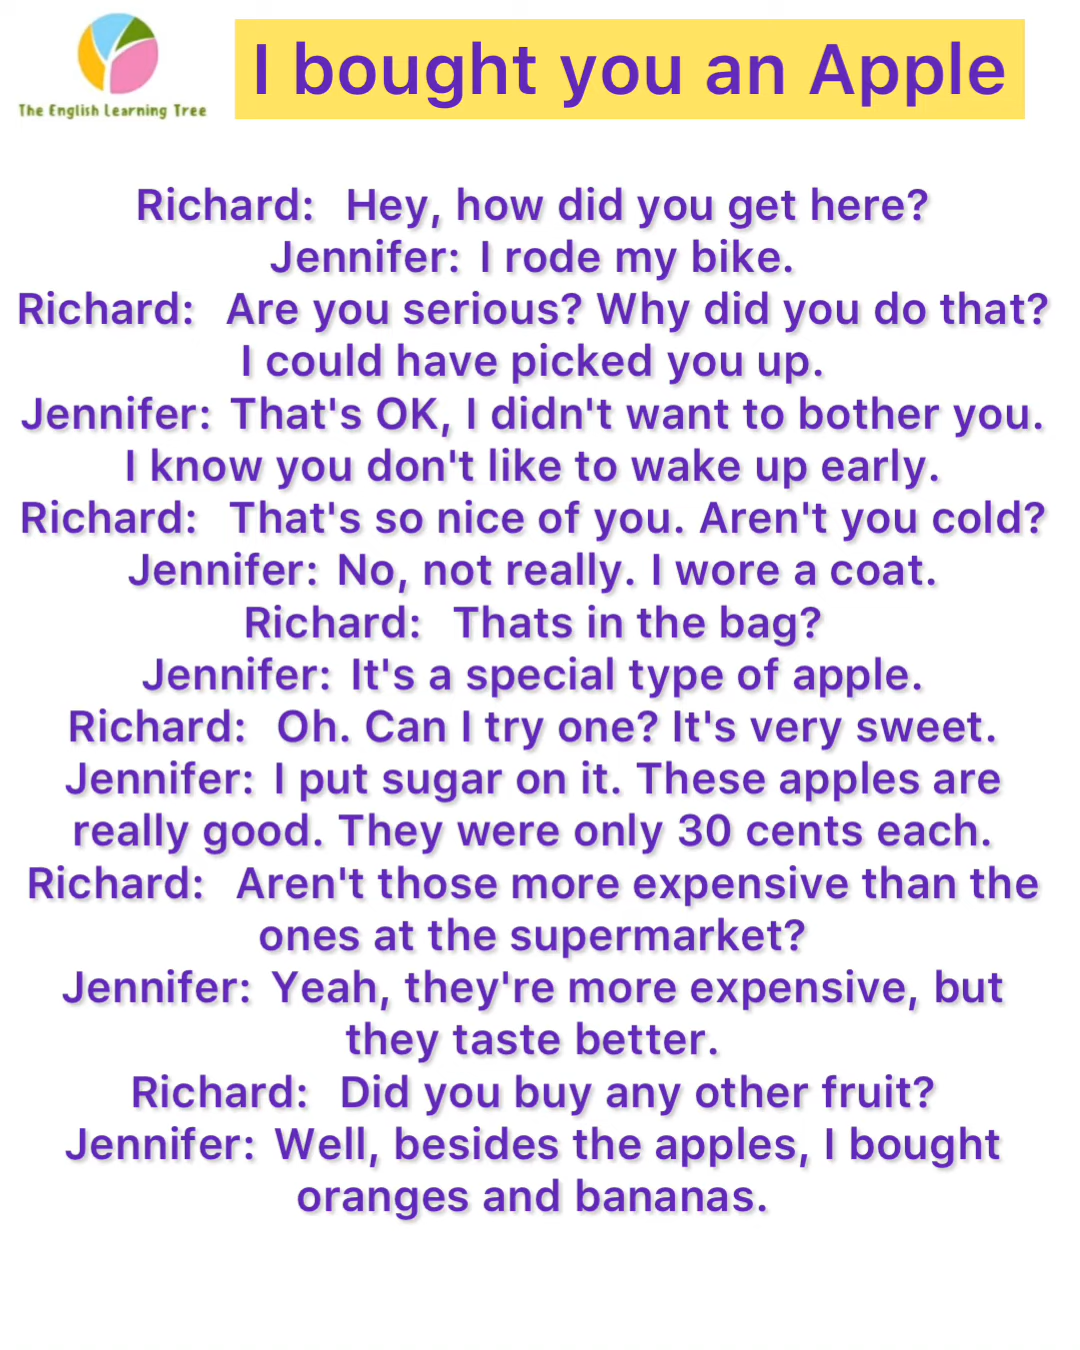 The English Learning Tree
I bought you an Apple
Richard: Hey, how did you get here?
Jennifer: I rode my bike.
Richard: Are you serious? Why did you do that?
I could have picked you up.
Jennifer: That's OK, I didn't want to bother you.
I know you don't like to wake up early.
Richard: That's so nice of you. Aren't you cold?
Jennifer: No, not really. I wore a coat.
Richard: Thats in the bag?
Jennifer: It's a special type of apple.
Richard: Oh. Can I try one? It's very sweet.
Jennifer: I put sugar on it. These apples are
really good. They were only 30 cents each.
Richard: Aren't those more expensive than the
ones at the supermarket?
Jennifer: Yeah, they're more expensive, but
they taste better.
Richard: Did you buy any other fruit?
Jennifer: Well, besides the apples, I bought
oranges and bananas.